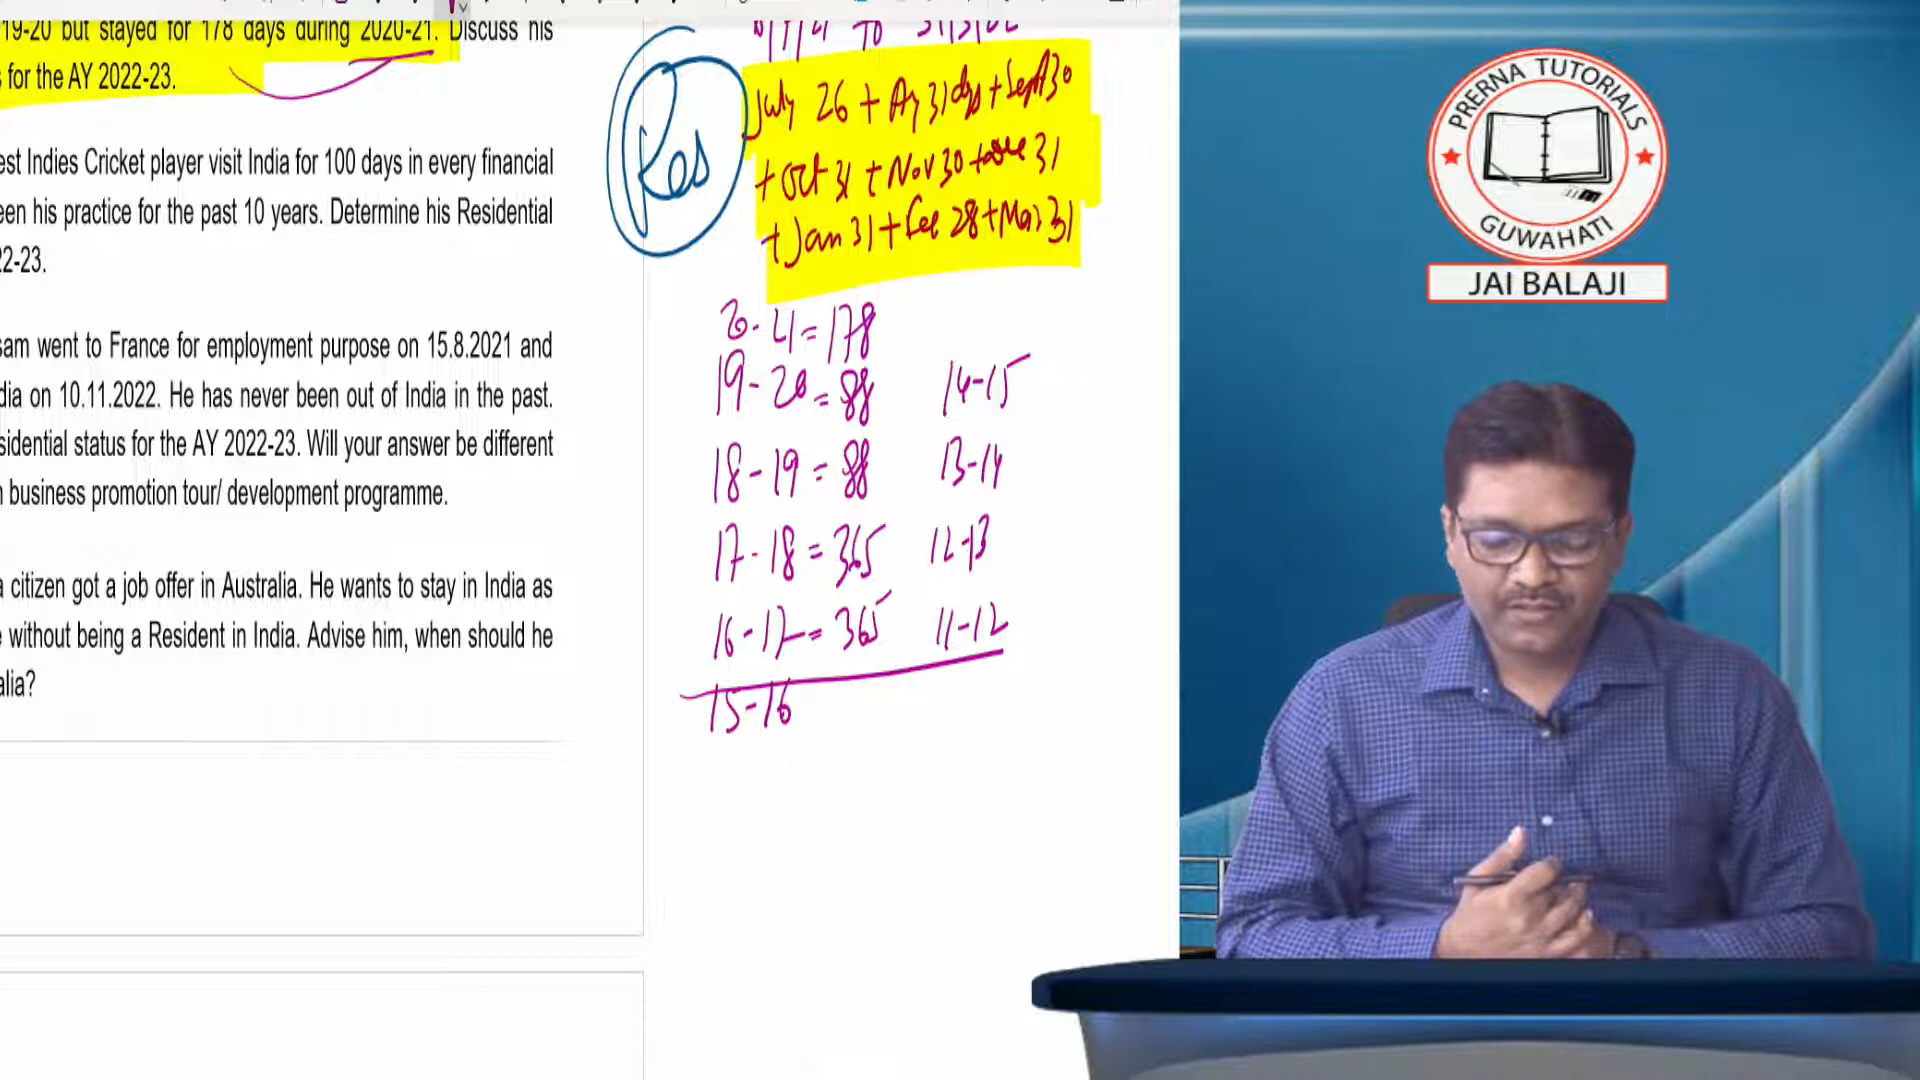 19-20 but stayed for 178 days during 2020-21. Discuss his
for the AY 2022-23.
est Indies Cricket player visit India for 100 days in every financial
een his practice for the past 10 years. Determine his Residential
22-23.
sam went to France for employment purpose on 15.8.2021 and
dia on 10.11.2022. He has never been out of India in the past.
sidential status for the AY 2022-23. Will your answer be different
n business promotion tour/ development programme.
a citizen got a job offer in Australia. He wants to stay in India as
e without being a Resident in India. Advise him, when should he
alia?
Res
July 26 + Ag 31 days + Sept 30
+ Oct 31 + Nov 30 + 31
+ Jan 31 + Feb 28 + Mar 31
20-21 = 178
19-20 = 88 14-15
18-19 = 88 13-14
17-18 = 365 12-13
16-17 = 365 11-12
15-16
PRERNA TUTORIALS
GUWAHATI
JAI BALAJI